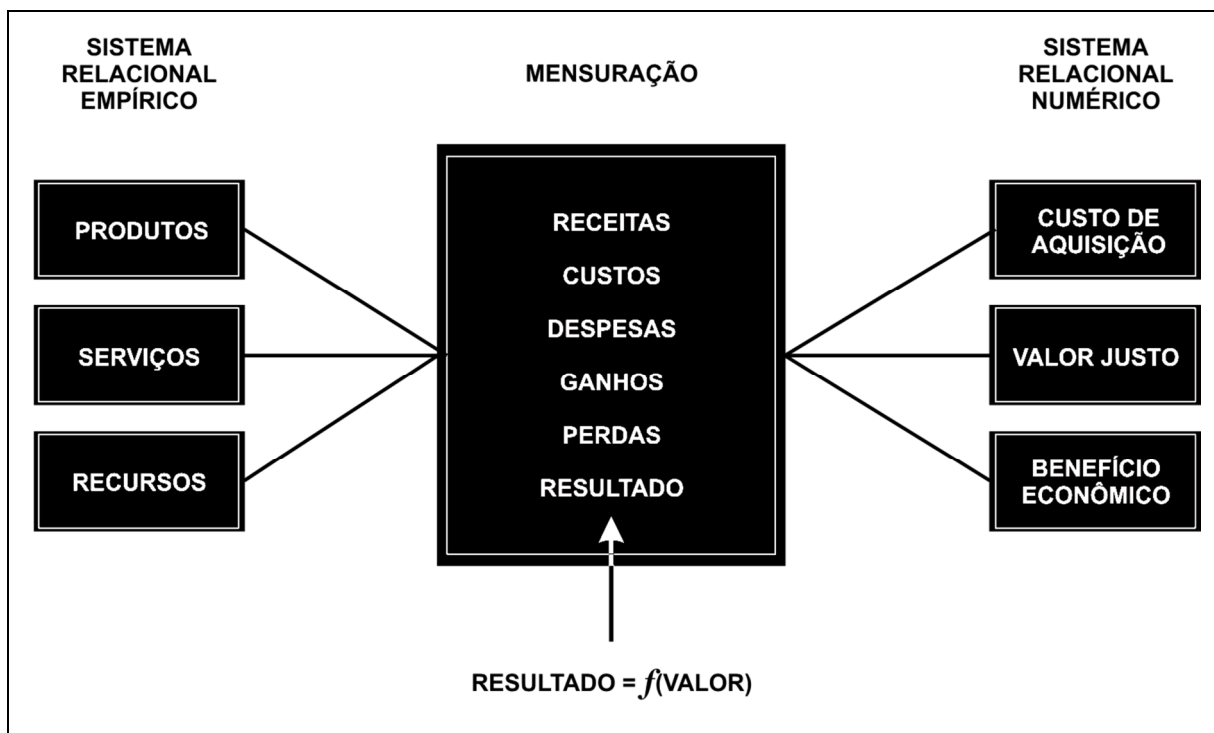 SISTEMA
RELACIONAL
EMPÍRICO
MENSURAÇÃO
SISTEMA
RELACIONAL
NUMÉRICO
PRODUTOS
SERVIÇOS
RECURSOS
RECEITAS
CUSTOS
DESPESAS
GANHOS
PERDAS
RESULTADO
CUSTO DE
AQUISIÇÃO
VALOR JUSTO
BENEFÍCIO
ECONÔMICO
RESULTADO = f(VALOR)